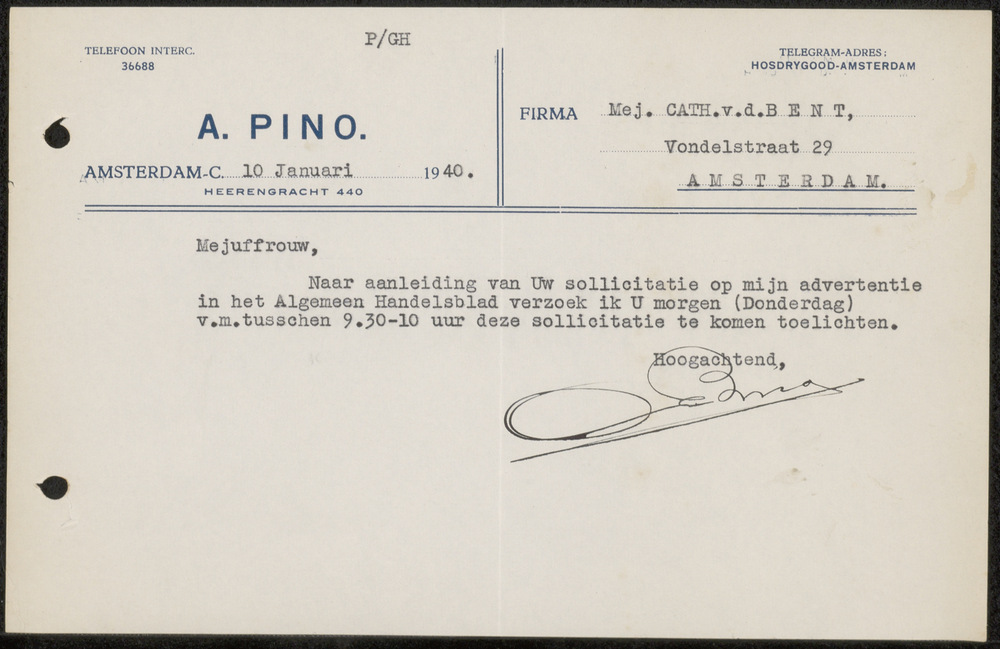 P/GH
TELEFOON INTERC.
36688
TELEGRAM-ADRES:
HOSDRYGOOD-AMSTERDAM
A. PINO.
AMSTERDAM-C. 10 Januari 1940.
HEERENGRACHT 440
FIRMA Mej. CATH.v.d.B E N T,
Vondelstraat 29
A M S T E R D A M.
Mejuffrouw,
Naar aanleiding van Uw sollicitatie op mijn advertentie
in het Algemeen Handelsblad verzoek ik U morgen (Donderdag)
v.m.tusschen 9.30-10 uur deze sollicitatie te komen toelichten.
Hoogachtend,